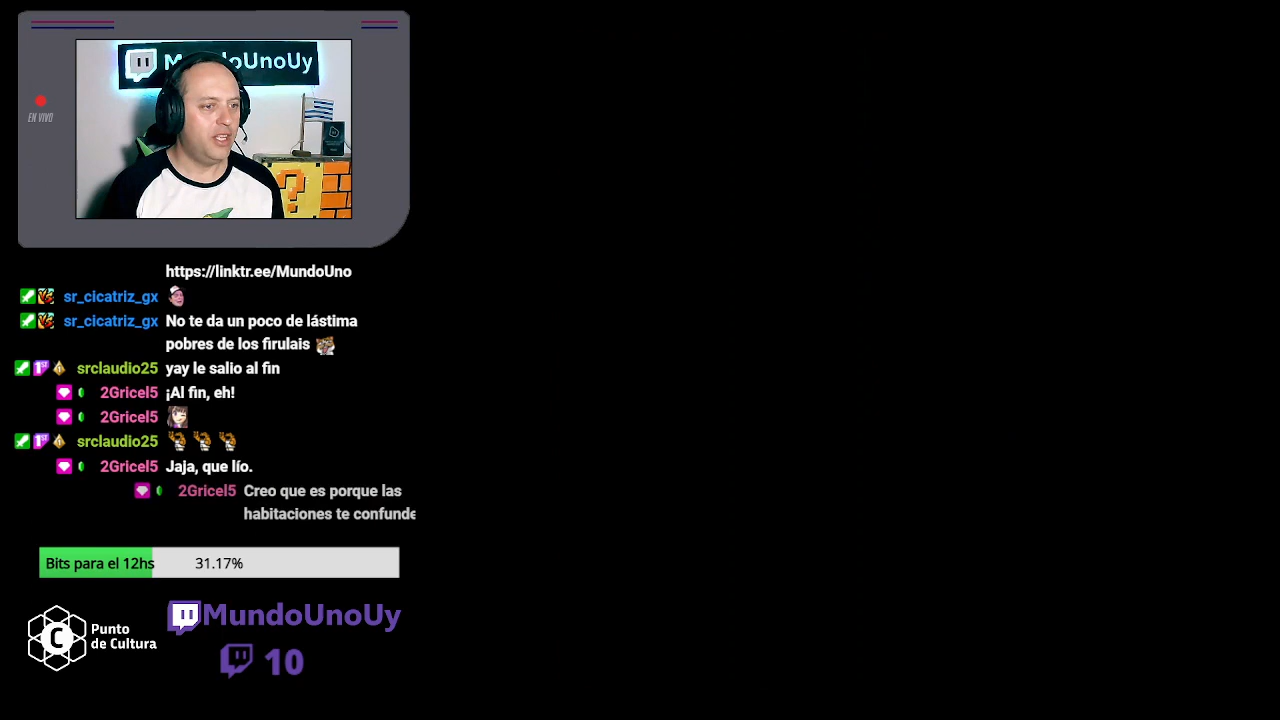 MundoUnoUy
EN VIVO
https://linktr.ee/MundoUno
sr_cicatriz_gx
sr_cicatriz_gx No te da un poco de lástima
pobres de los firulais
1ST srclaudio25 yay le salio al fin
2Gricel5 ¡Al fin, eh!
2Gricel5
1ST srclaudio25
2Gricel5 Jaja, que lío.
2Gricel5 Creo que es porque las
habitaciones te confunde
Bits para el 12hs 31.17%
C Punto
de Cultura
MundoUnoUy
10